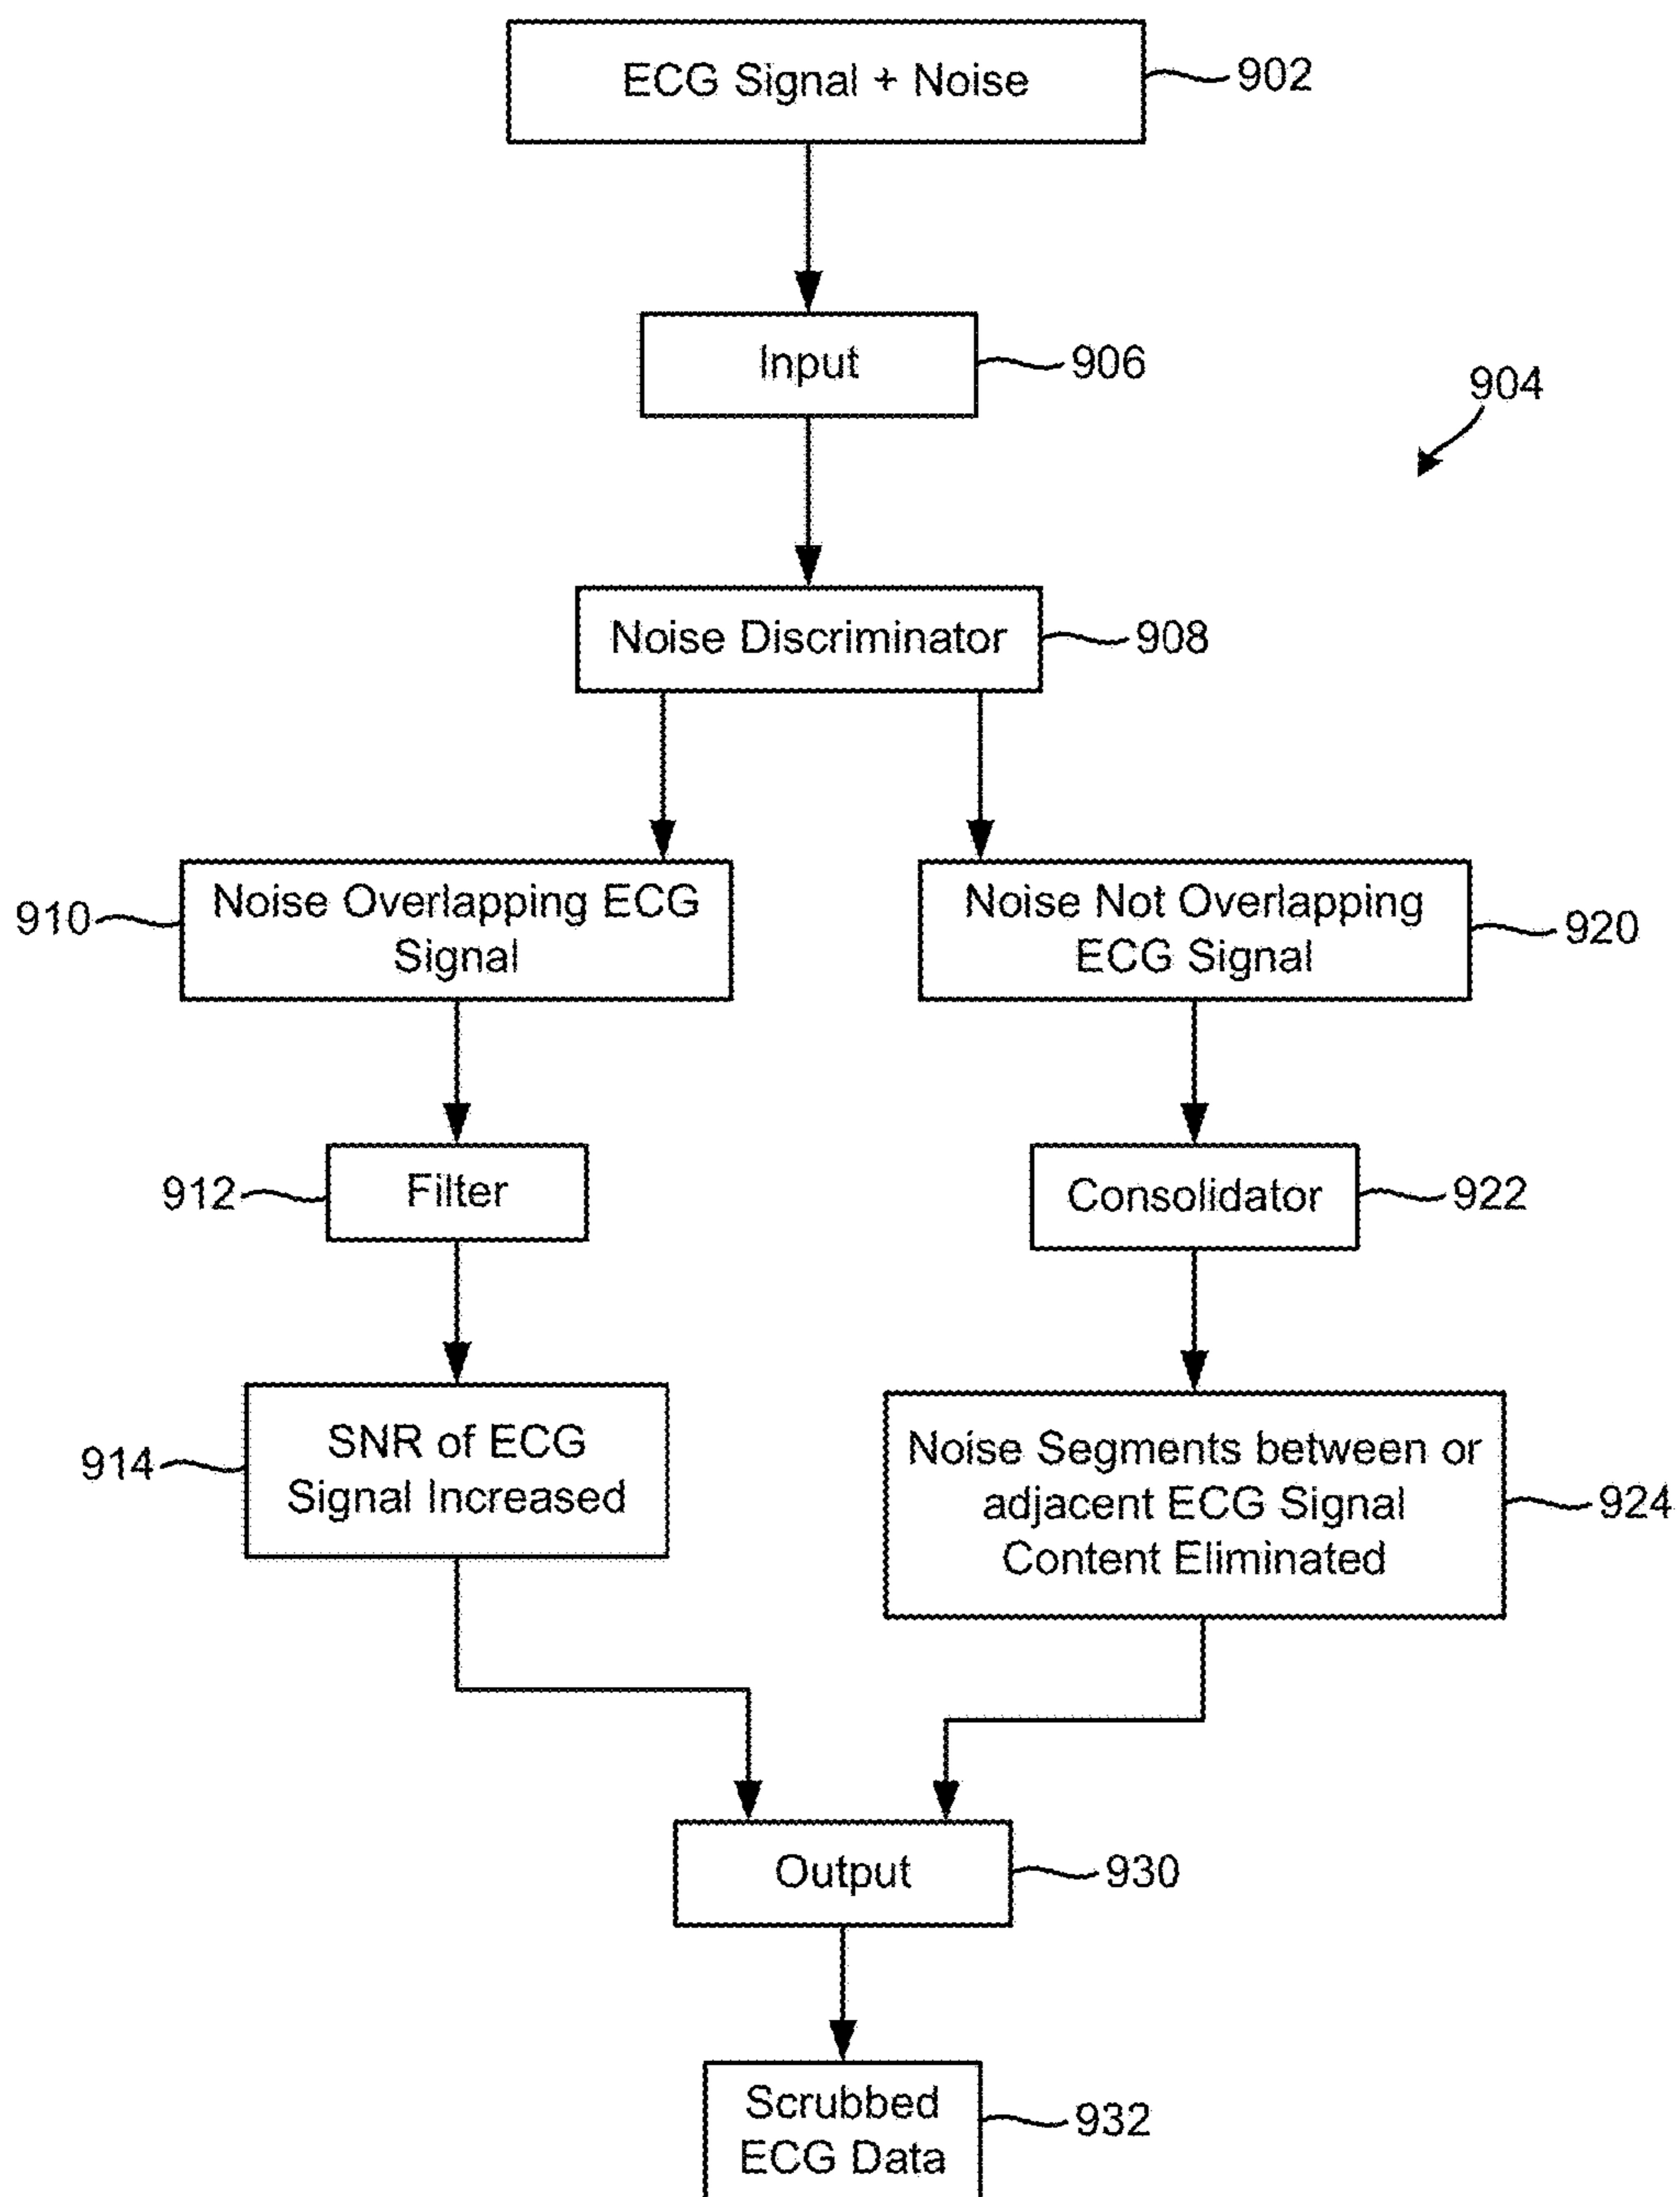 ECG Signal + Noise
902
Input
906
904
Noise Discriminator
908
910
Noise Overlapping ECG
Signal
Noise Not Overlapping
ECG Signal
920
912
Filter
Consolidator
922
914
SNR of ECG
Signal Increased
Noise Segments between or
adjacent ECG Signal
Content Eliminated
924
Output
930
Scrubbed
ECG Data
932